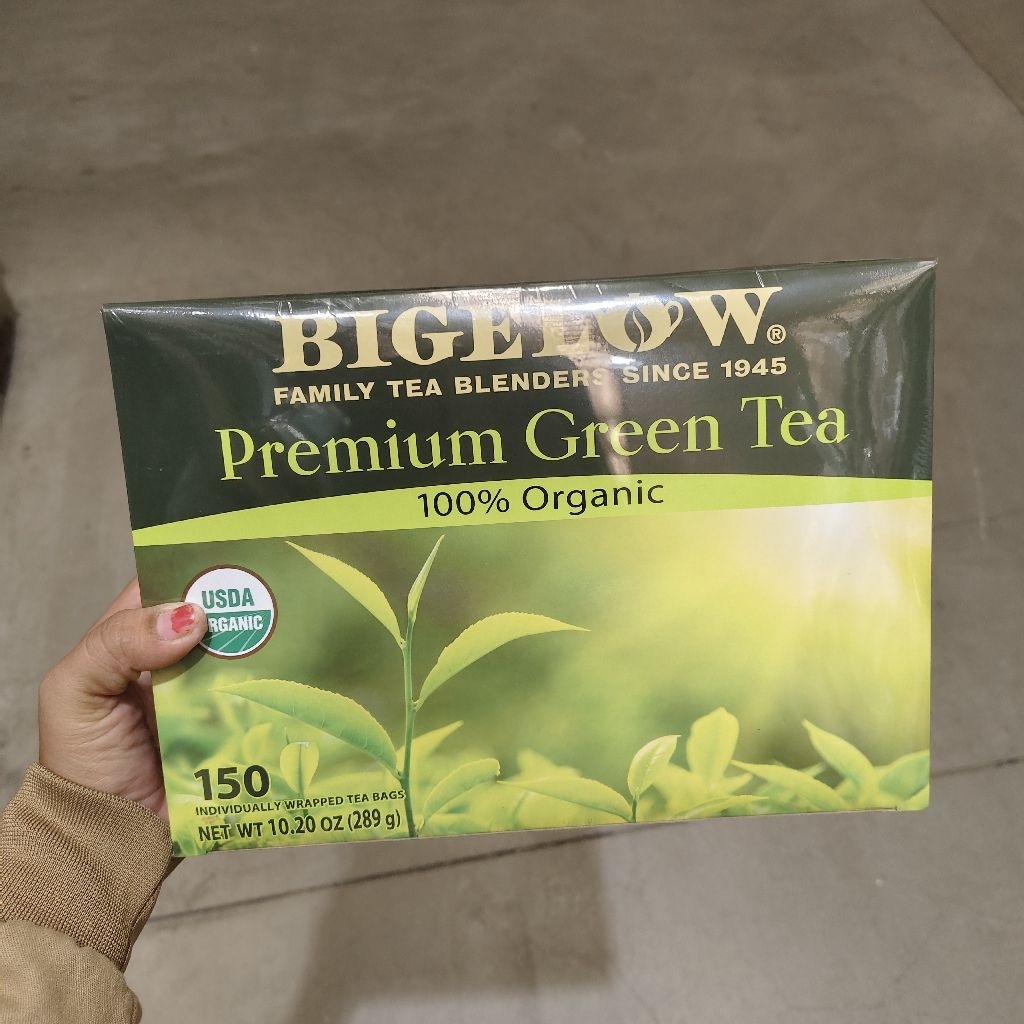 BIGELOW®
FAMILY TEA BLENDERS SINCE 1945
Premium Green Tea
100% Organic
USDA
ORGANIC
150
INDIVIDUALLY WRAPPED TEA BAGS
NET WT 10.20 OZ (289 g)